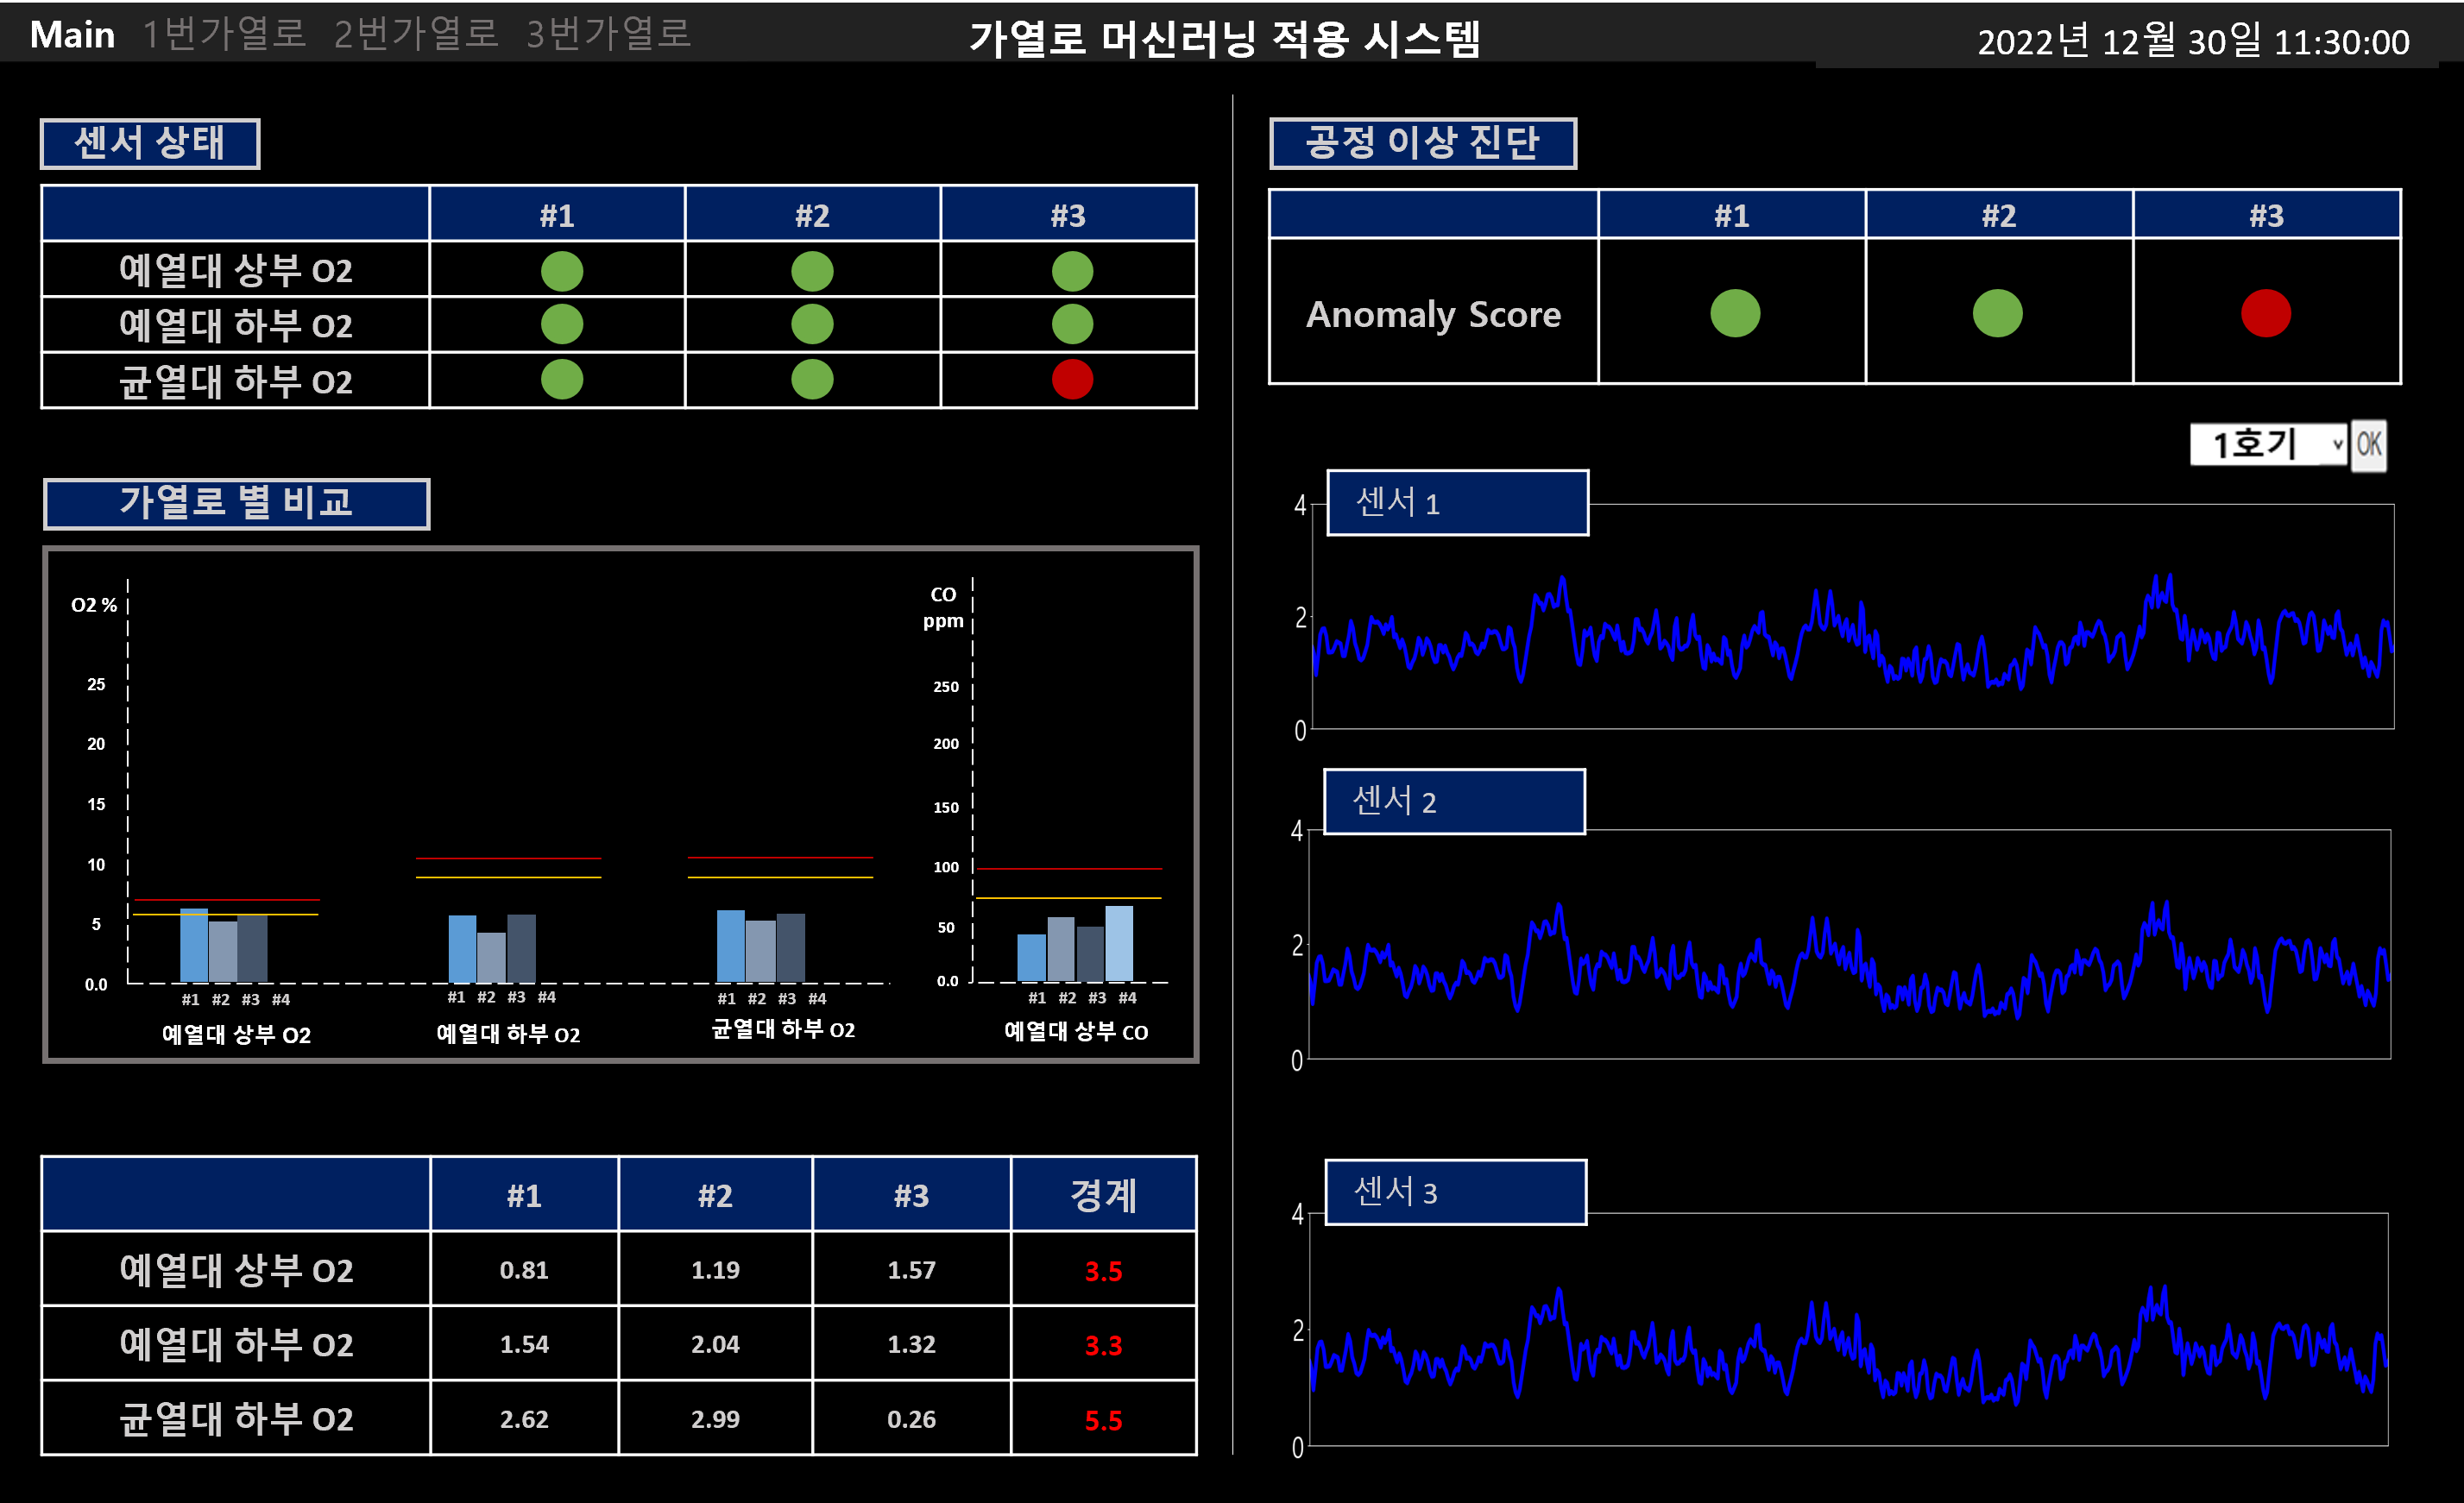 Main 1번가열로 2번가열로 3번가열로 가열로 머신러닝 적용 시스템 2022년 12월 30일 11:30:00
센서 상태
#1 #2 #3
예열대 상부 O2
예열대 하부 O2
균열대 하부 O2
가열로 별 비교
O2 %
25
20
15
10
5
0.0
#1 #2 #3 #4
예열대 상부 O2
#1 #2 #3 #4
예열대 하부 O2
#1 #2 #3 #4
균열대 하부 O2
CO
ppm
250
200
150
100
50
0.0
#1 #2 #3 #4
예열대 상부 CO
#1 #2 #3 경계
예열대 상부 O2 0.81 1.19 1.57 3.5
예열대 하부 O2 1.54 2.04 1.32 3.3
균열대 하부 O2 2.62 2.99 0.26 5.5
공정 이상 진단
#1 #2 #3
Anomaly Score
1호기 OK
센서 1
4
2
0
센서 2
4
2
0
센서 3
4
2
0